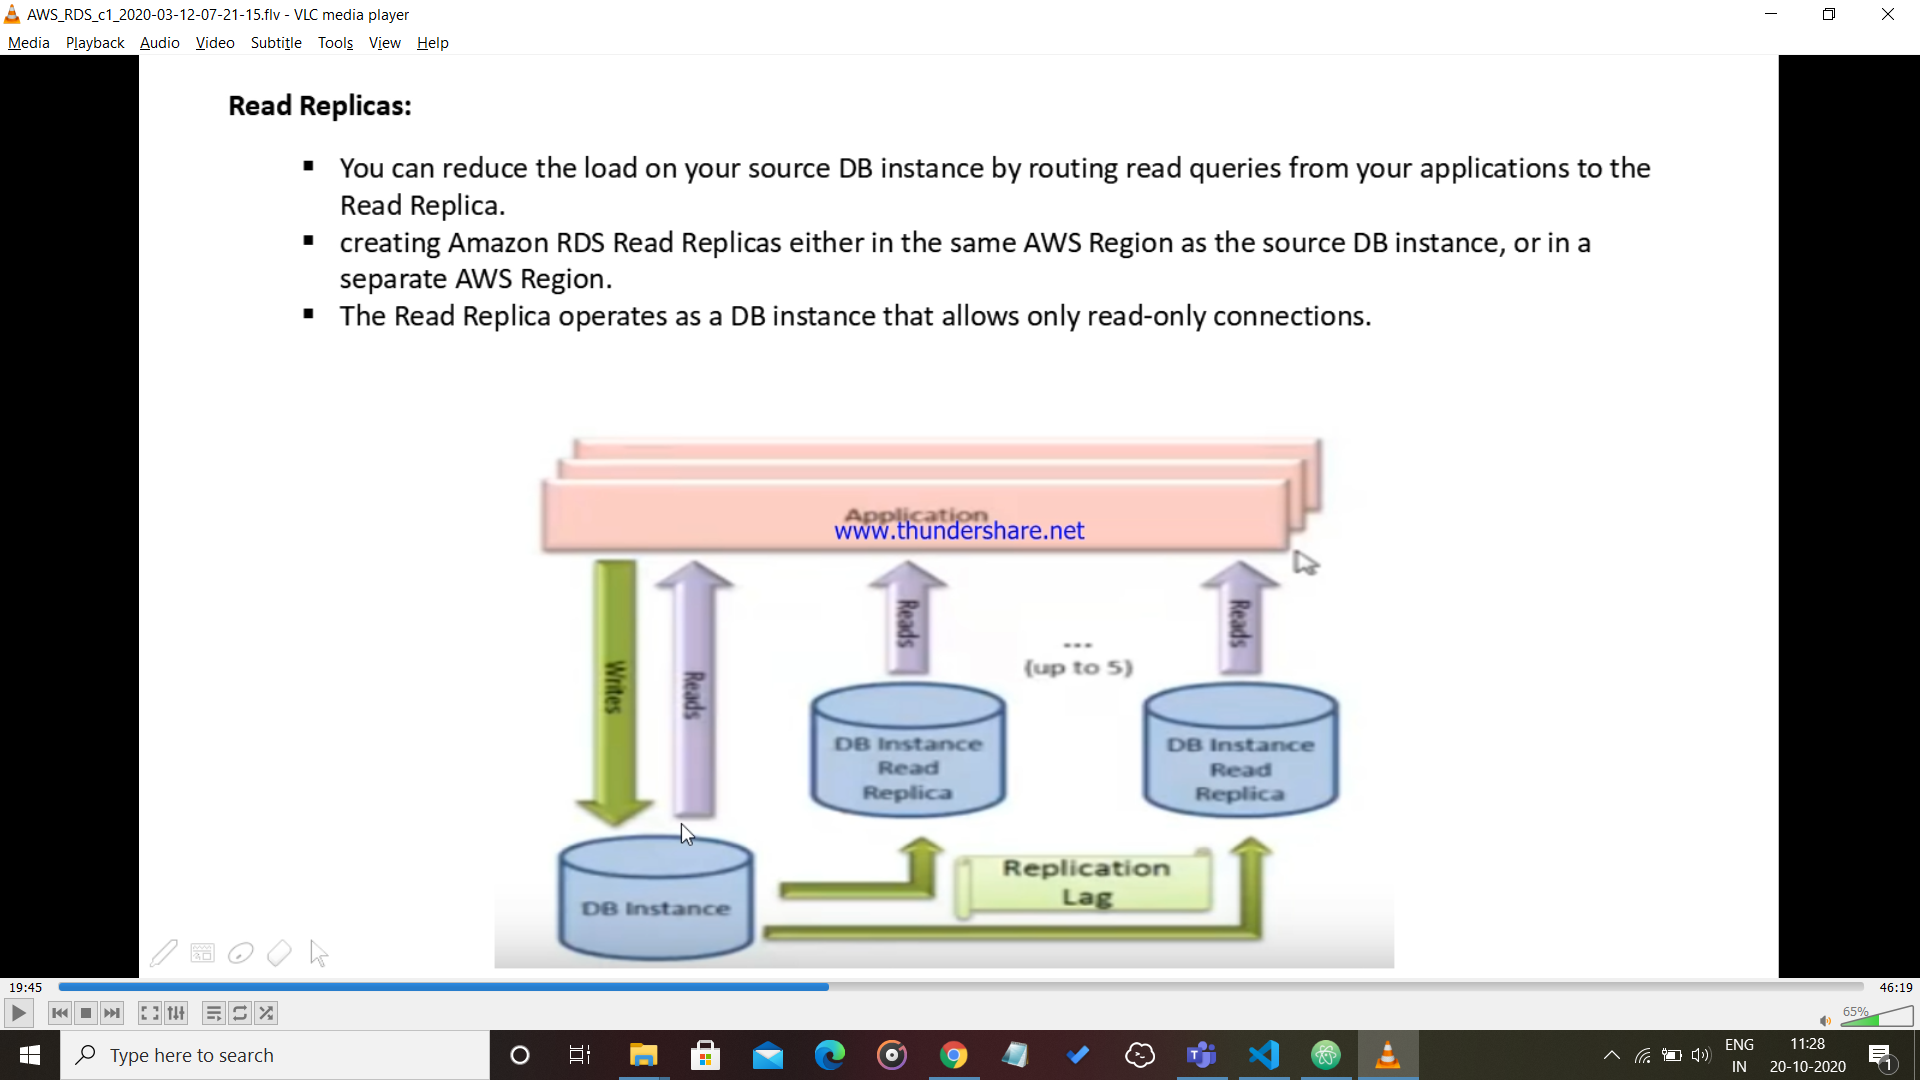 AWS_RDS_c1_2020-03-12-07-21-15.flv - VLC media player
Media Playback Audio Video Subtitle Tools View Help
Read Replicas:
▪ You can reduce the load on your source DB instance by routing read queries from your applications to the
Read Replica.
▪ creating Amazon RDS Read Replicas either in the same AWS Region as the source DB instance, or in a
separate AWS Region.
▪ The Read Replica operates as a DB instance that allows only read-only connections.
Application
www.thundershare.net
Writes
Reads
Reads
Reads
...
(up to 5)
DB Instance
Read
Replica
DB Instance
Read
Replica
DB Instance
Replication
Lag
19:45
46:19
65%
Type here to search
ENG
IN
11:28
20-10-2020
1